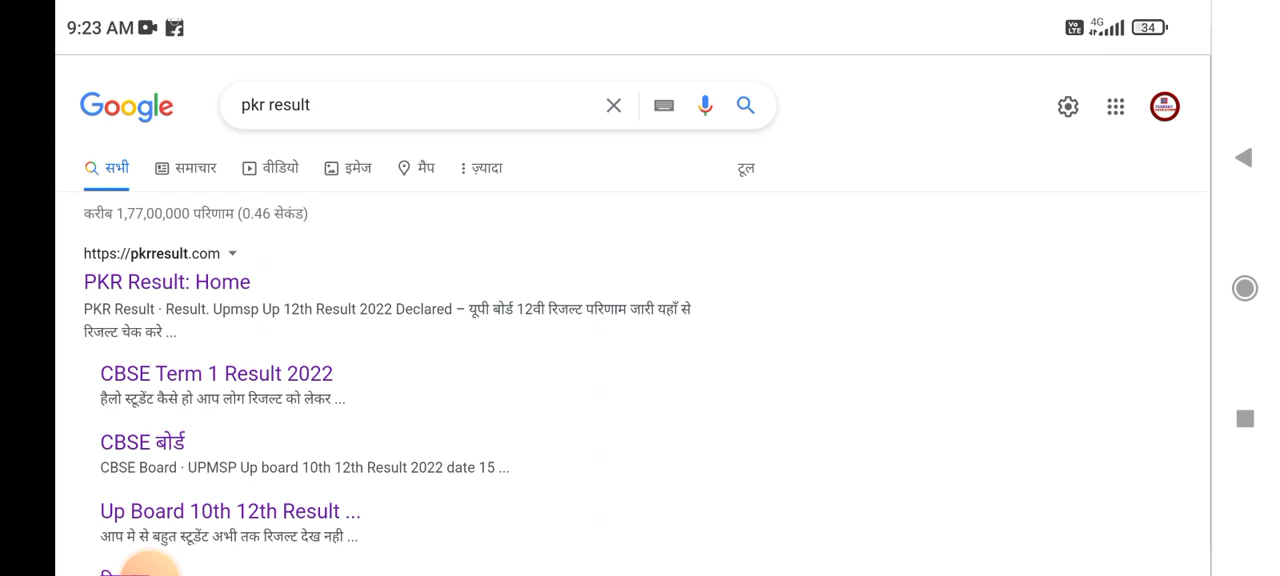 9:23 AM
Vo LTE 4G 34
Google
pkr result
सभी समाचार वीडियो इमेज मैप ज़्यादा टूल
करीब 1,77,00,000 परिणाम (0.46 सेकंड)
https://pkrresult.com
PKR Result: Home
PKR Result · Result. Upmsp Up 12th Result 2022 Declared – यूपी बोर्ड 12वी रिजल्ट परिणाम जारी यहाँ से
रिजल्ट चेक करे ...
CBSE Term 1 Result 2022
हैलो स्टूडेंट कैसे हो आप लोग रिजल्ट को लेकर ...
CBSE बोर्ड
CBSE Board · UPMSP Up board 10th 12th Result 2022 date 15 ...
Up Board 10th 12th Result ...
आप मे से बहुत स्टूडेंट अभी तक रिजल्ट देख नही ...